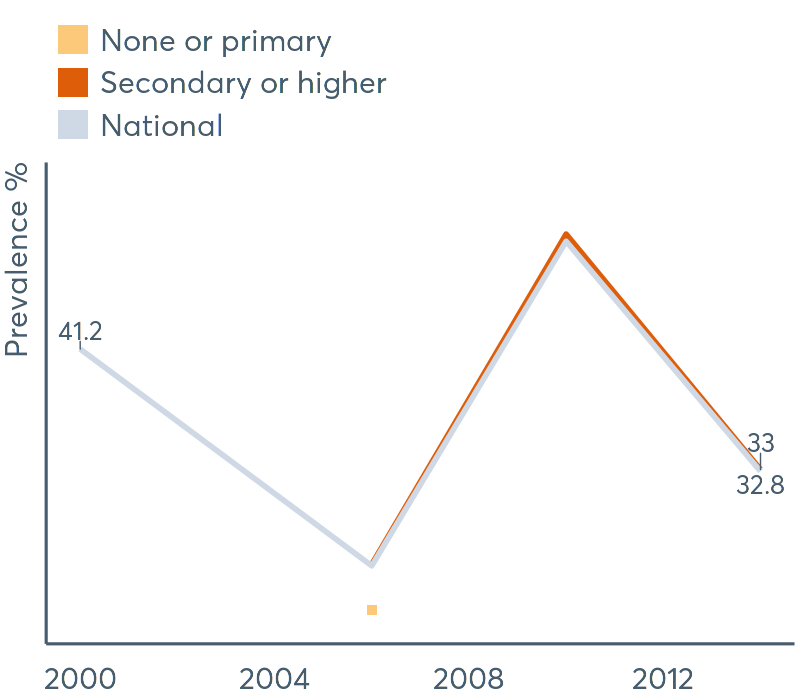 None or primary
Secondary or higher
National
Prevalence %
41.2
33
32.8
2000 2004 2008 2012